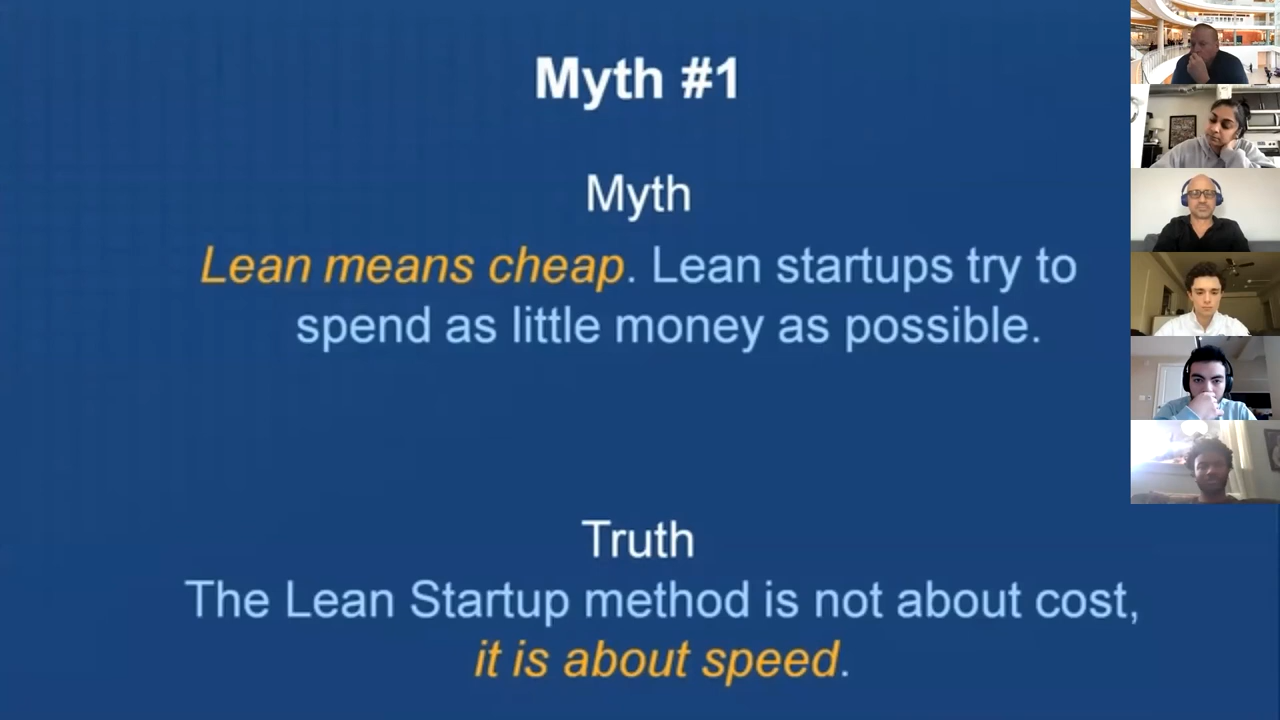 Myth #1
Myth
Lean means cheap. Lean startups try to
spend as little money as possible.
Truth
The Lean Startup method is not about cost,
it is about speed.